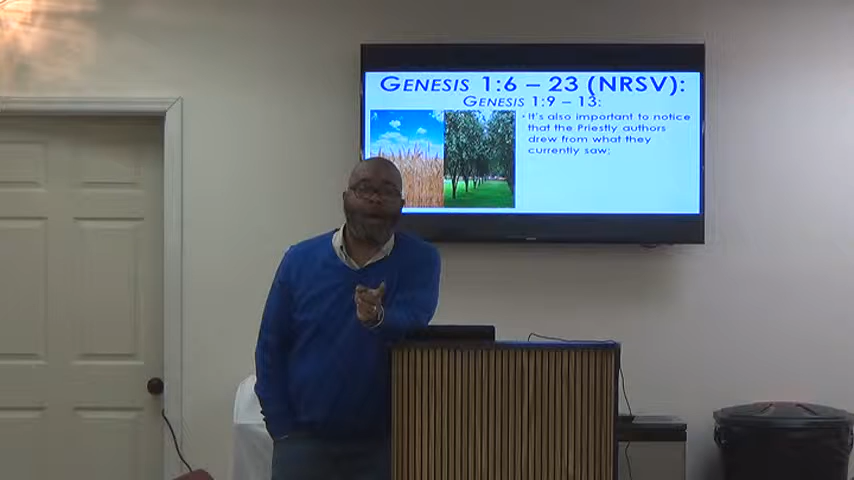 GENESIS 1:6 – 23 (NRSV):
GENESIS 1:9 – 13:
• It's also important to notice
that the Priestly authors
drew from what they
currently saw;